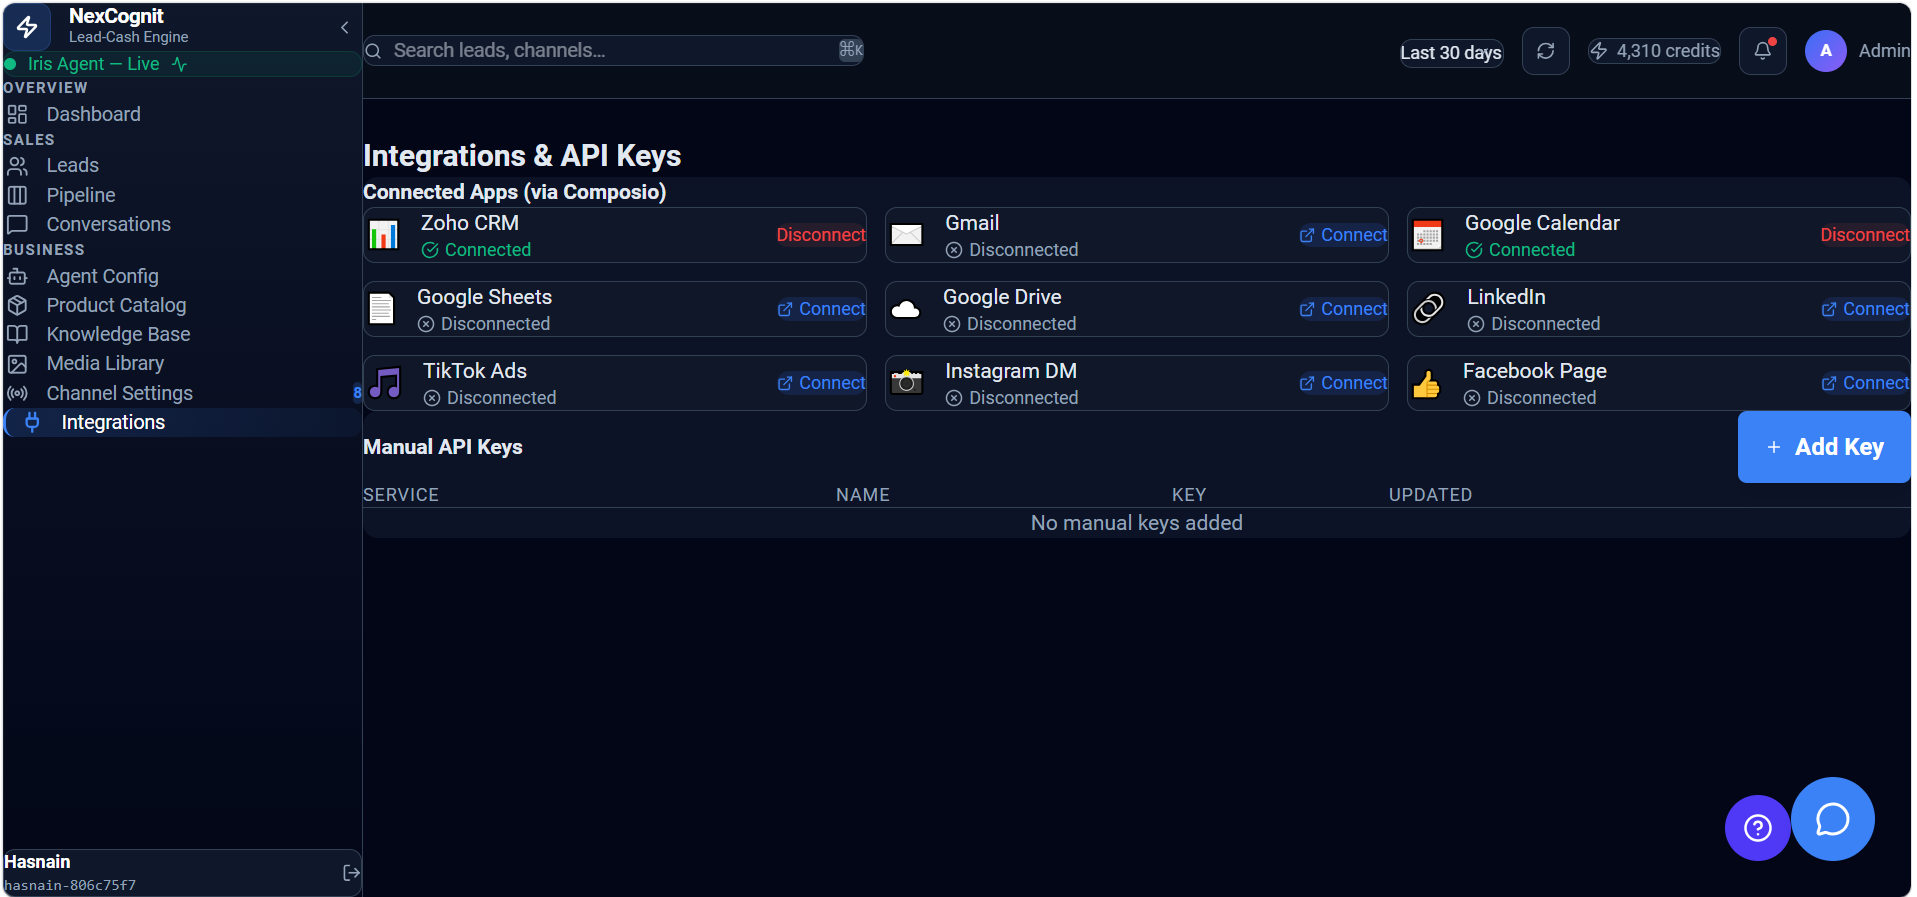 NexCognit
Lead-Cash Engine
Iris Agent — Live
OVERVIEW
Dashboard
SALES
Leads
Pipeline
Conversations
BUSINESS
Agent Config
Product Catalog
Knowledge Base
Media Library
Channel Settings
8
Integrations
Hasnain
hasnain-806c75f7
Search leads, channels...
⌘K
Last 30 days
4,310 credits
A
Admin
Integrations & API Keys
Connected Apps (via Composio)
Zoho CRM
Connected
Disconnect
Gmail
Disconnected
Connect
Google Calendar
Connected
Disconnect
Google Sheets
Disconnected
Connect
Google Drive
Disconnected
Connect
LinkedIn
Disconnected
Connect
TikTok Ads
Disconnected
Connect
Instagram DM
Disconnected
Connect
Facebook Page
Disconnected
Connect
Manual API Keys
+ Add Key
SERVICE NAME KEY UPDATED
No manual keys added